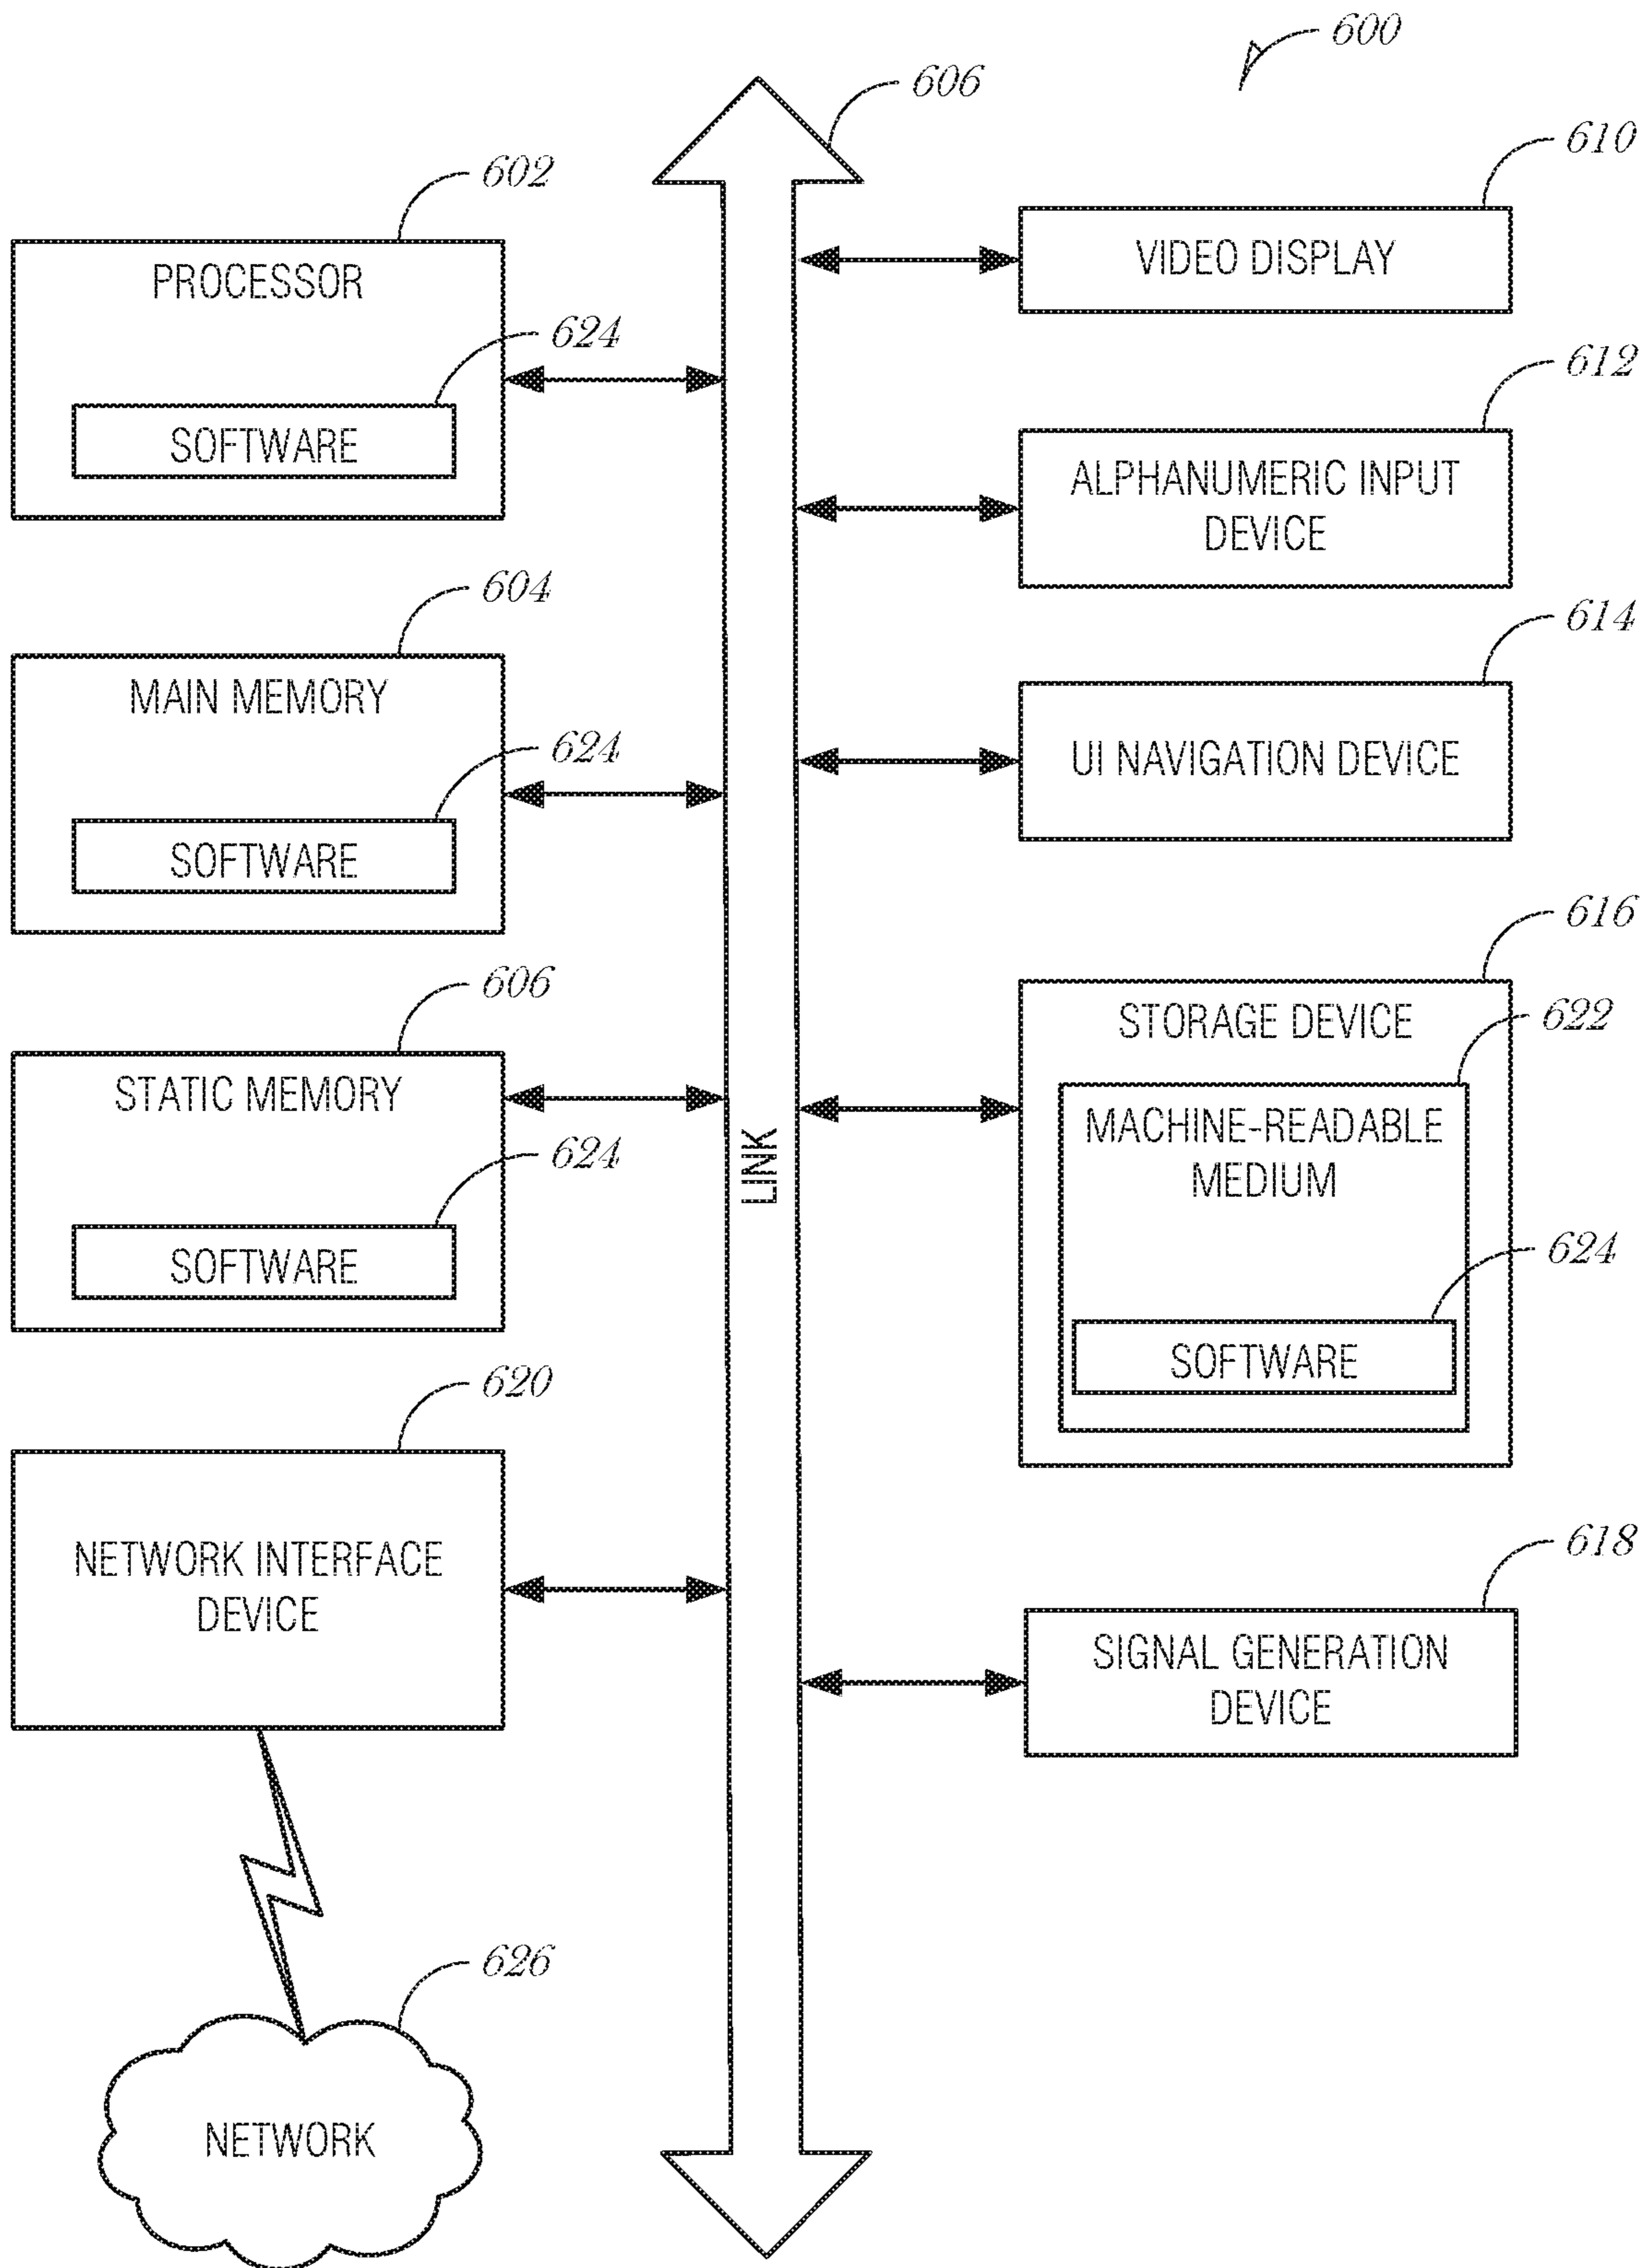 600
606
602
PROCESSOR
624
SOFTWARE
604
MAIN MEMORY
624
SOFTWARE
606
STATIC MEMORY
624
SOFTWARE
620
NETWORK INTERFACE
DEVICE
626
NETWORK
LINK
610
VIDEO DISPLAY
612
ALPHANUMERIC INPUT
DEVICE
614
UI NAVIGATION DEVICE
616
STORAGE DEVICE
622
MACHINE-READABLE
MEDIUM
624
SOFTWARE
618
SIGNAL GENERATION
DEVICE